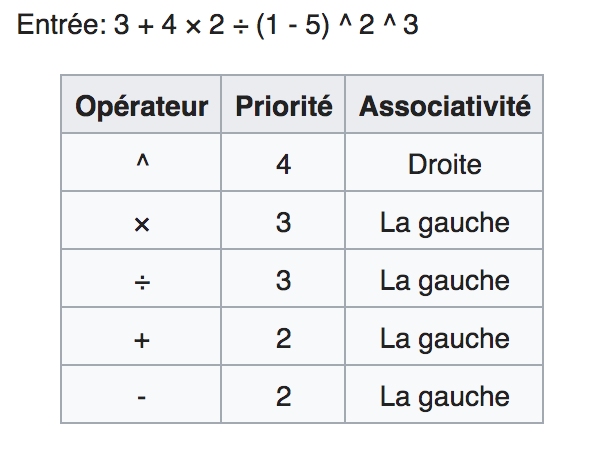 Entrée: 3 + 4 × 2 ÷ (1 - 5) ^ 2 ^ 3
Opérateur Priorité Associativité
^ 4 Droite
× 3 La gauche
÷ 3 La gauche
+ 2 La gauche
- 2 La gauche